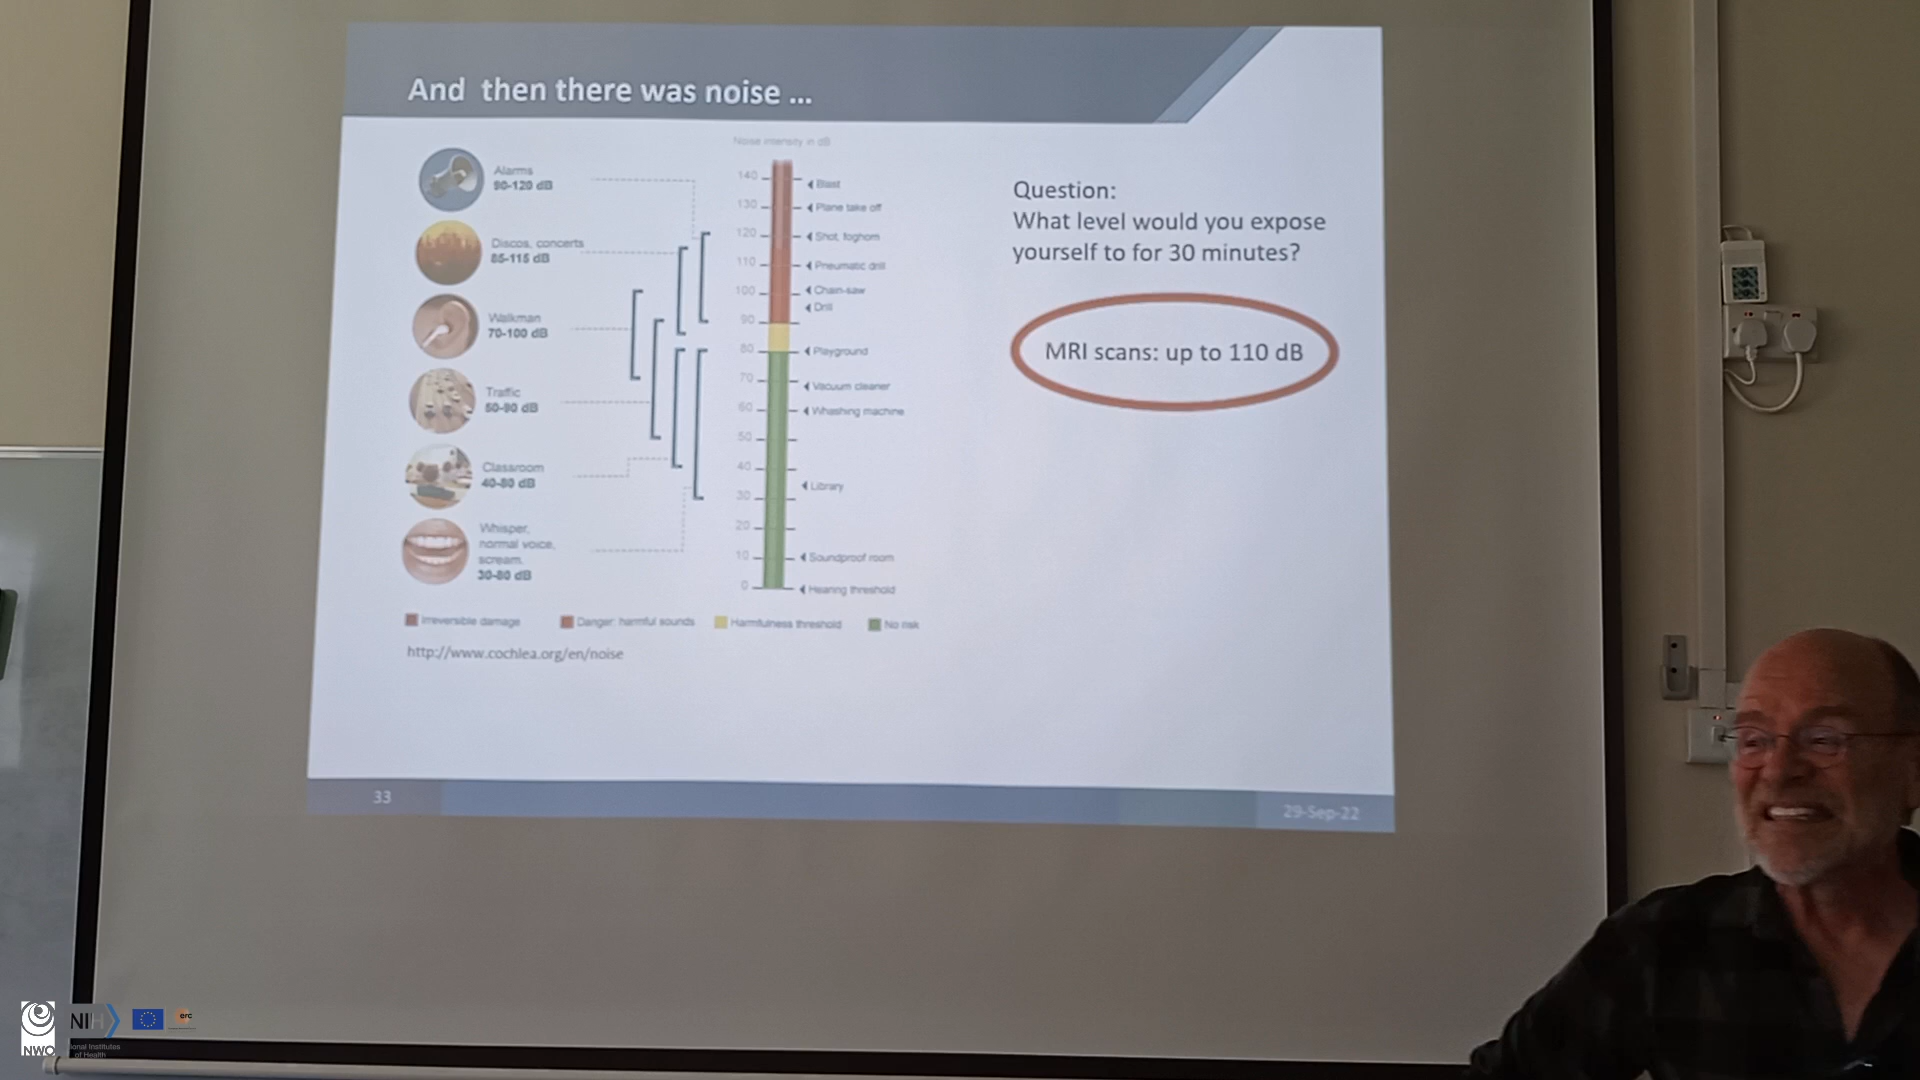 And then there was noise ...
Noise intensity in dB
Alarms
90-120 dB
Discos, concerts
85-115 dB
Walkman
70-100 dB
Traffic
50-90 dB
Classroom
40-80 dB
Whisper,
normal voice,
scream.
30-80 dB
140
130
120
110
100
90
80
70
60
50
40
30
20
10
0
Blast
Plane take off
Shot, foghorn
Pneumatic drill
Chain-saw
Drill
Playground
Vacuum cleaner
Whashing machine
Library
Soundproof room
Hearing threshold
Irreversible damage
Danger: harmful sounds
Harmfulness threshold
No risk
http://www.cochlea.org/en/noise
Question:
What level would you expose
yourself to for 30 minutes?
MRI scans: up to 110 dB
33
29-Sep-22
NWO
NIH
ional Institutes
of Health
erc